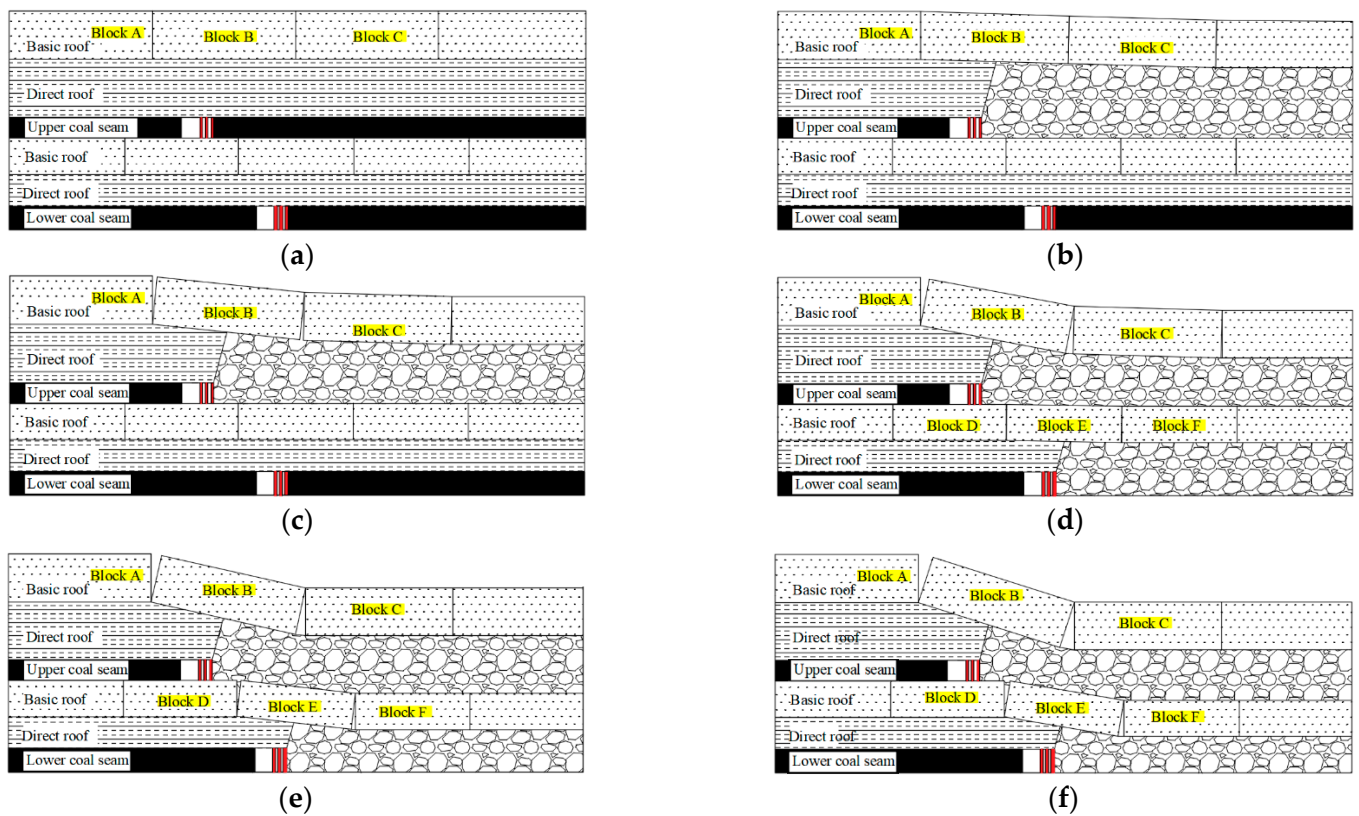 Block A Block B Block C
Basic roof
Direct roof
Upper coal seam
Basic roof
Direct roof
Lower coal seam
(a)
Block A Block B Block C
Basic roof
Direct roof
Upper coal seam
Basic roof
Direct roof
Lower coal seam
(b)
Block A Block B Block C
Basic roof
Direct roof
Upper coal seam
Basic roof
Direct roof
Lower coal seam
(c)
Block A Block B Block C
Basic roof
Direct roof
Upper coal seam
Basic roof Block D Block E Block F
Direct roof
Lower coal seam
(d)
Block A Block B Block C
Basic roof
Direct roof
Upper coal seam
Basic roof Block D Block E Block F
Direct roof
Lower coal seam
(e)
Block A Block B Block C
Basic roof
Direct roof
Upper coal seam
Basic roof Block D Block E Block F
Direct roof
Lower coal seam
(f)